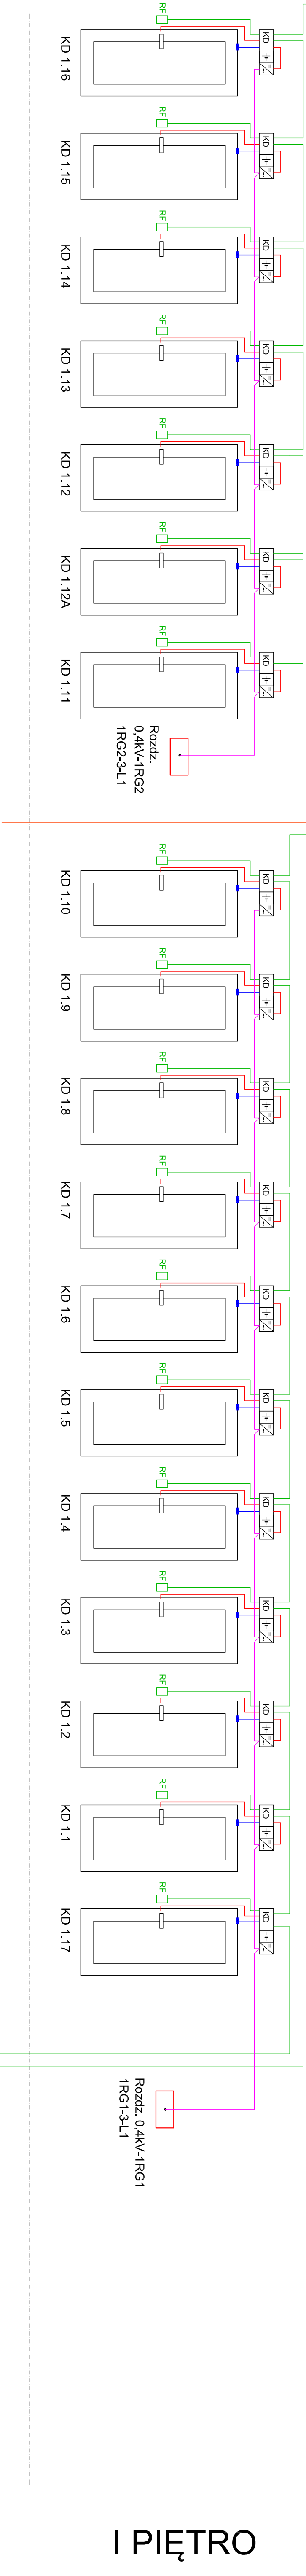 KD
RF
KD 1.16
KD
RF
KD 1.15
KD
RF
KD 1.14
KD
RF
KD 1.13
KD
RF
KD 1.12
KD
RF
KD 1.12A
KD
RF
KD 1.11
Rozdz.
0,4kV-1RG2
1RG2-3-L1
KD
RF
KD 1.10
KD
RF
KD 1.9
KD
RF
KD 1.8
KD
RF
KD 1.7
KD
RF
KD 1.6
KD
RF
KD 1.5
KD
RF
KD 1.4
KD
RF
KD 1.3
KD
RF
KD 1.2
KD
RF
KD 1.1
KD
RF
KD 1.17
Rozdz. 0,4kV-1RG1
1RG1-3-L1
I PIĘTRO